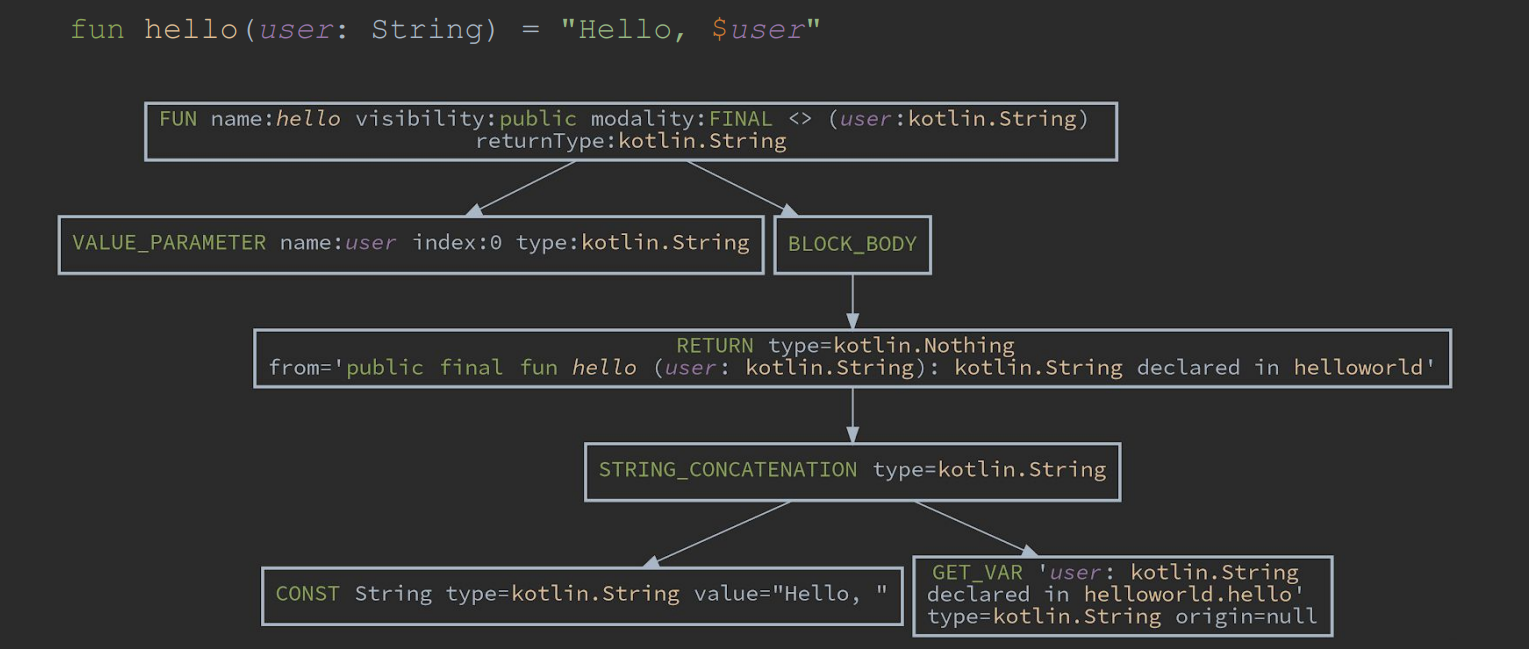 fun hello(user: String) = "Hello, $user"
FUN name:hello visibility:public modality:FINAL <> (user:kotlin.String)
returnType:kotlin.String
VALUE_PARAMETER name:user index:0 type:kotlin.String
BLOCK_BODY
RETURN type=kotlin.Nothing
from='public final fun hello (user: kotlin.String): kotlin.String declared in helloworld'
STRING_CONCATENATION type=kotlin.String
CONST String type=kotlin.String value="Hello, "
GET_VAR 'user: kotlin.String
declared in helloworld.hello'
type=kotlin.String origin=null